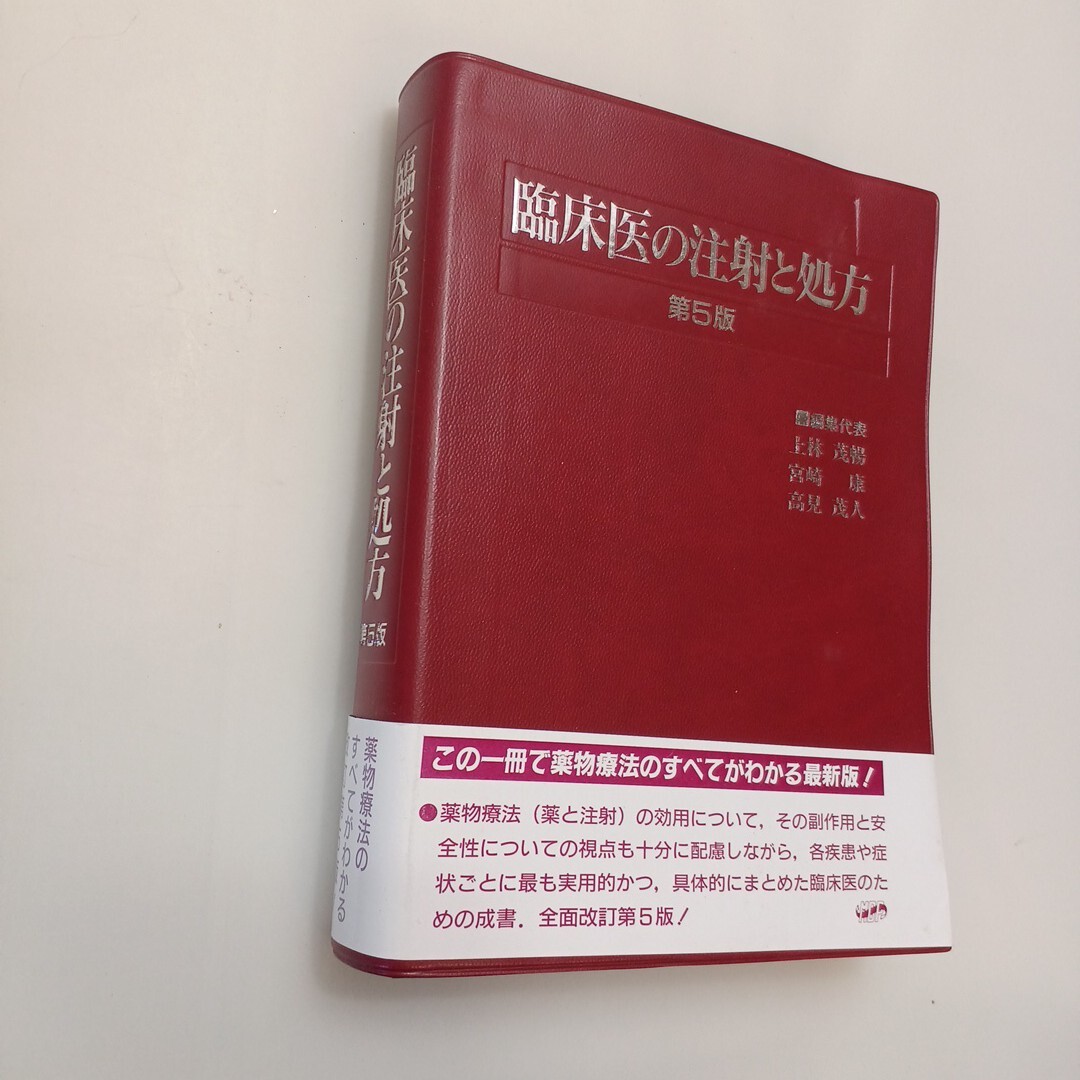 臨床医の注射と処方
第5版
編集代表
上林 茂暢
宮崎 康
高見 茂人
臨床医の注射と処方
第5版
この一冊で薬物療法のすべてがわかる最新版!
●薬物療法(薬と注射)の効用について,その副作用と安
全性についての視点も十分に配慮しながら,各疾患や症
状ごとに最も実用的かつ,具体的にまとめた臨床医のた
めの成書.全面改訂第5版!
薬物療法の
すべてがわかる